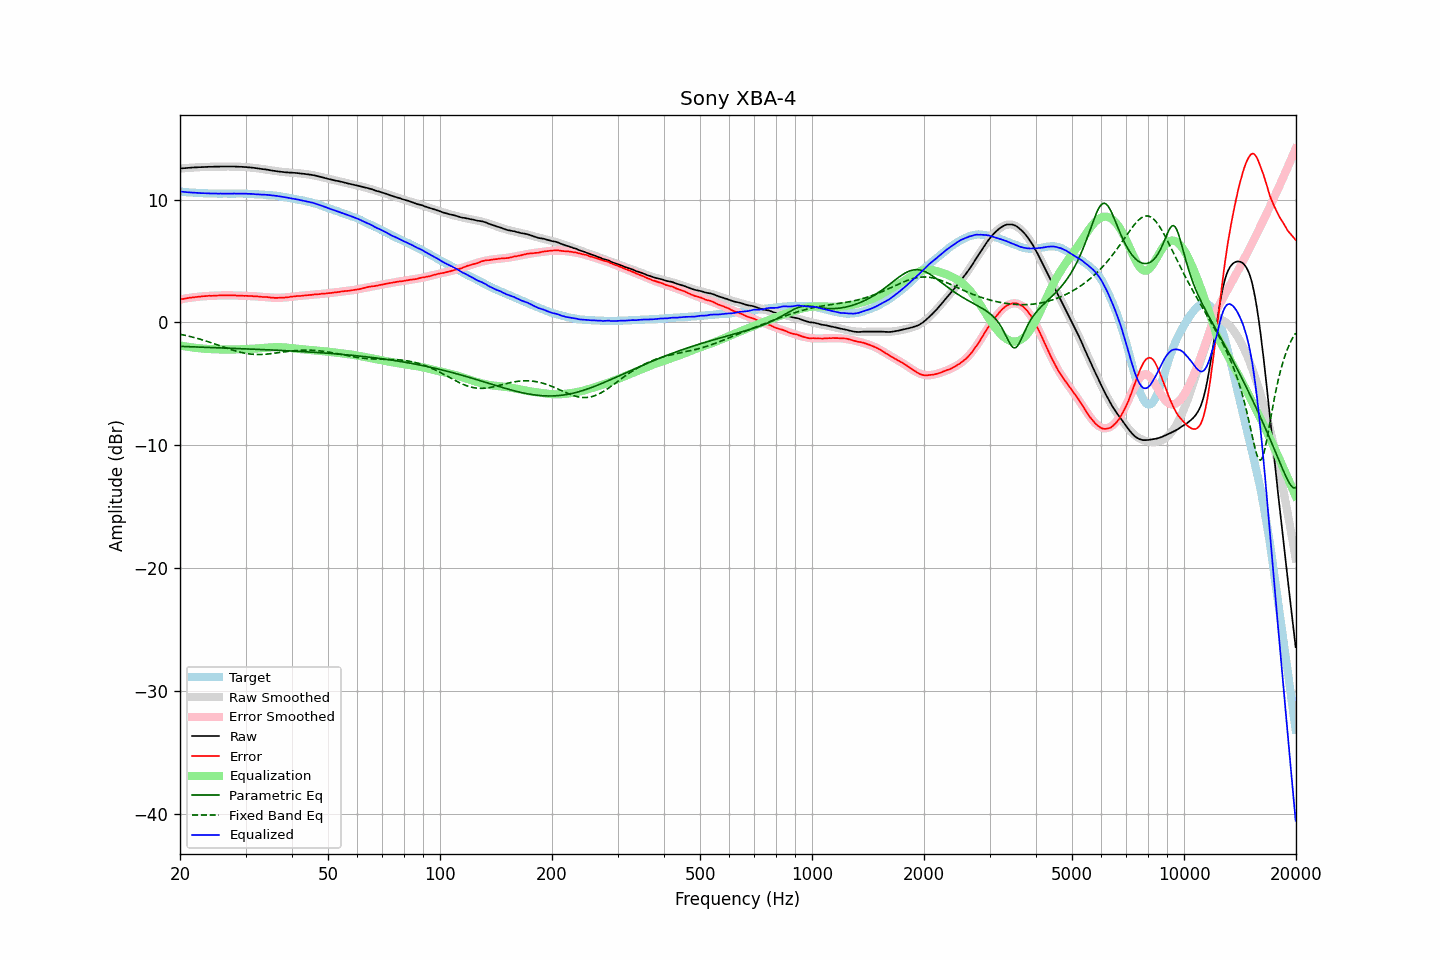 Sony XBA-4
Amplitude (dBr)
10
0
−10
−20
−30
−40
Target
Raw Smoothed
Error Smoothed
Raw
Error
Equalization
Parametric Eq
Fixed Band Eq
Equalized
20 50 100 200 500 1000 2000 5000 10000 20000
Frequency (Hz)